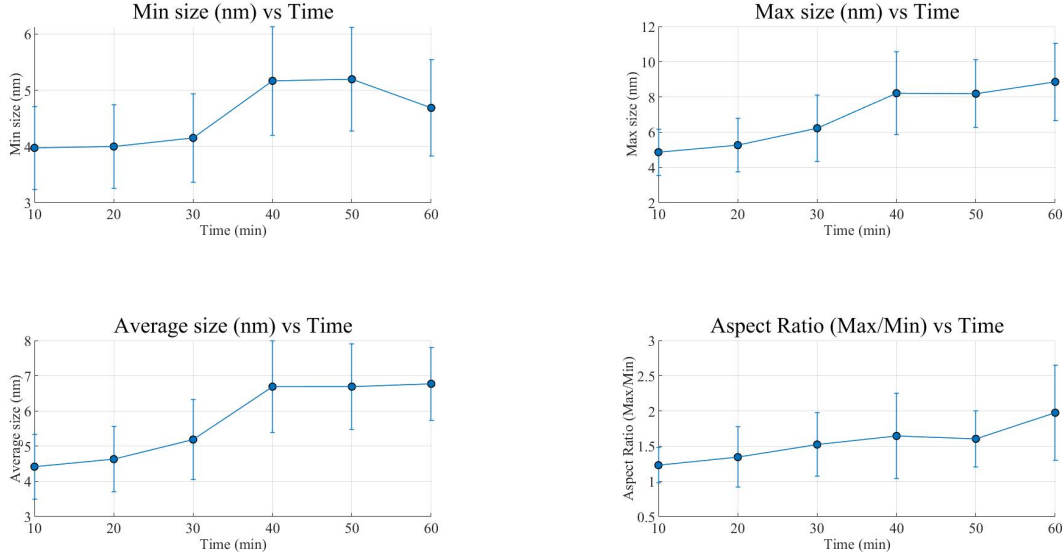 Min size (nm) vs Time
6
5
4
3
Min size (nm)
10 20 30 40 50 60
Time (min)
Max size (nm) vs Time
12
10
8
6
4
2
Max size (nm)
10 20 30 40 50 60
Time (min)
Average size (nm) vs Time
8
7
6
5
4
3
Average size (nm)
10 20 30 40 50 60
Time (min)
Aspect Ratio (Max/Min) vs Time
3
2.5
2
1.5
1
0.5
Aspect Ratio (Max/Min)
10 20 30 40 50 60
Time (min)